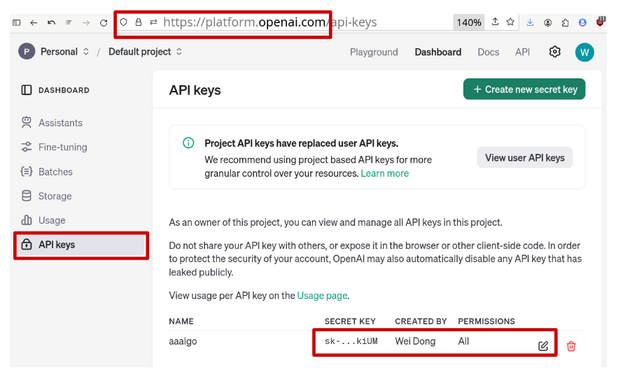 https://platform.openai.com/api-keys
140%
P Personal / Default project
Playground Dashboard Docs API W
DASHBOARD
Assistants
Fine-tuning
Batches
Storage
Usage
API keys
API keys
+ Create new secret key
Project API keys have replaced user API keys.
We recommend using project based API keys for more
granular control over your resources. Learn more
View user API keys
As an owner of this project, you can view and manage all API keys in this project.
Do not share your API key with others, or expose it in the browser or other client-side code. In order
to protect the security of your account, OpenAI may also automatically disable any API key that has
leaked publicly.
View usage per API key on the Usage page.
NAME SECRET KEY CREATED BY PERMISSIONS
aaalgo sk-...kiUM Wei Dong All